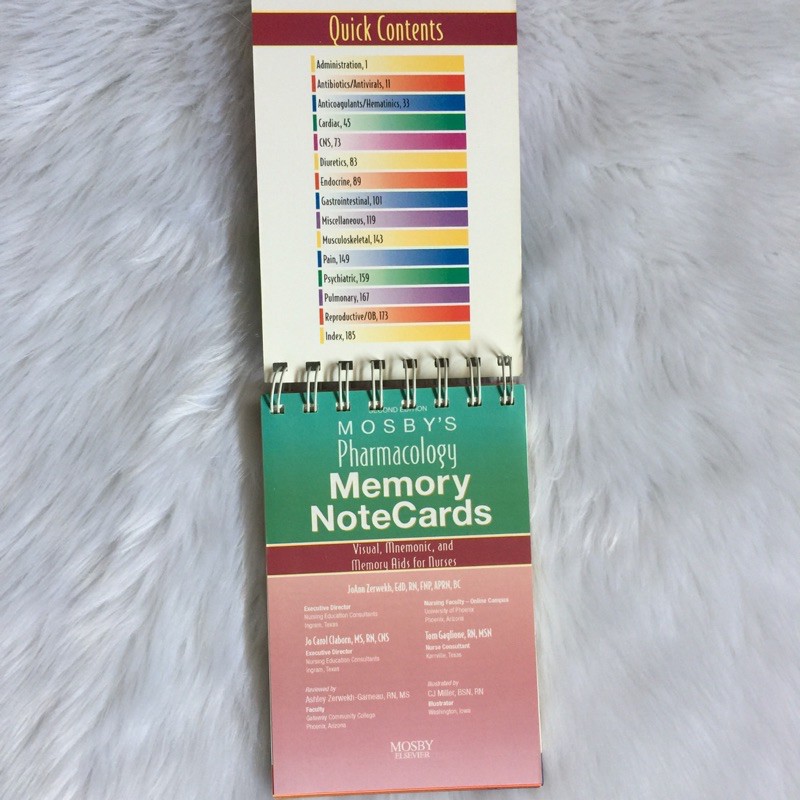 Quick Contents
Administration, 1
Antibiotics/Antivirals, 11
Anticoagulants/Hematinics, 33
Cardiac, 45
CNS, 73
Diuretics, 83
Endocrine, 89
Gastrointestinal, 101
Miscellaneous, 119
Musculoskeletal, 143
Pain, 149
Psychiatric, 159
Pulmonary, 167
Reproductive/OB, 173
Index, 185
SECOND EDITION
MOSBY'S
Pharmacology
Memory
NoteCards
Visual, Mnemonic, and
Memory Aids for Nurses
JoAnn Zerwekh, EdD, RN, FNP, APRN, BC
Executive Director
Nursing Education Consultants
Ingram, Texas
Nursing Faculty – Online Campus
University of Phoenix
Phoenix, Arizona
Jo Carol Claborn, MS, RN, CNS
Executive Director
Nursing Education Consultants
Ingram, Texas
Tom Gaglione, RN, MSN
Nurse Consultant
Kerrville, Texas
Reviewed by
Ashley Zerwekh-Garneau, RN, MS
Faculty
Gateway Community College
Phoenix, Arizona
Illustrated by
CJ Miller, BSN, RN
Illustrator
Washington, Iowa
MOSBY
ELSEVIER